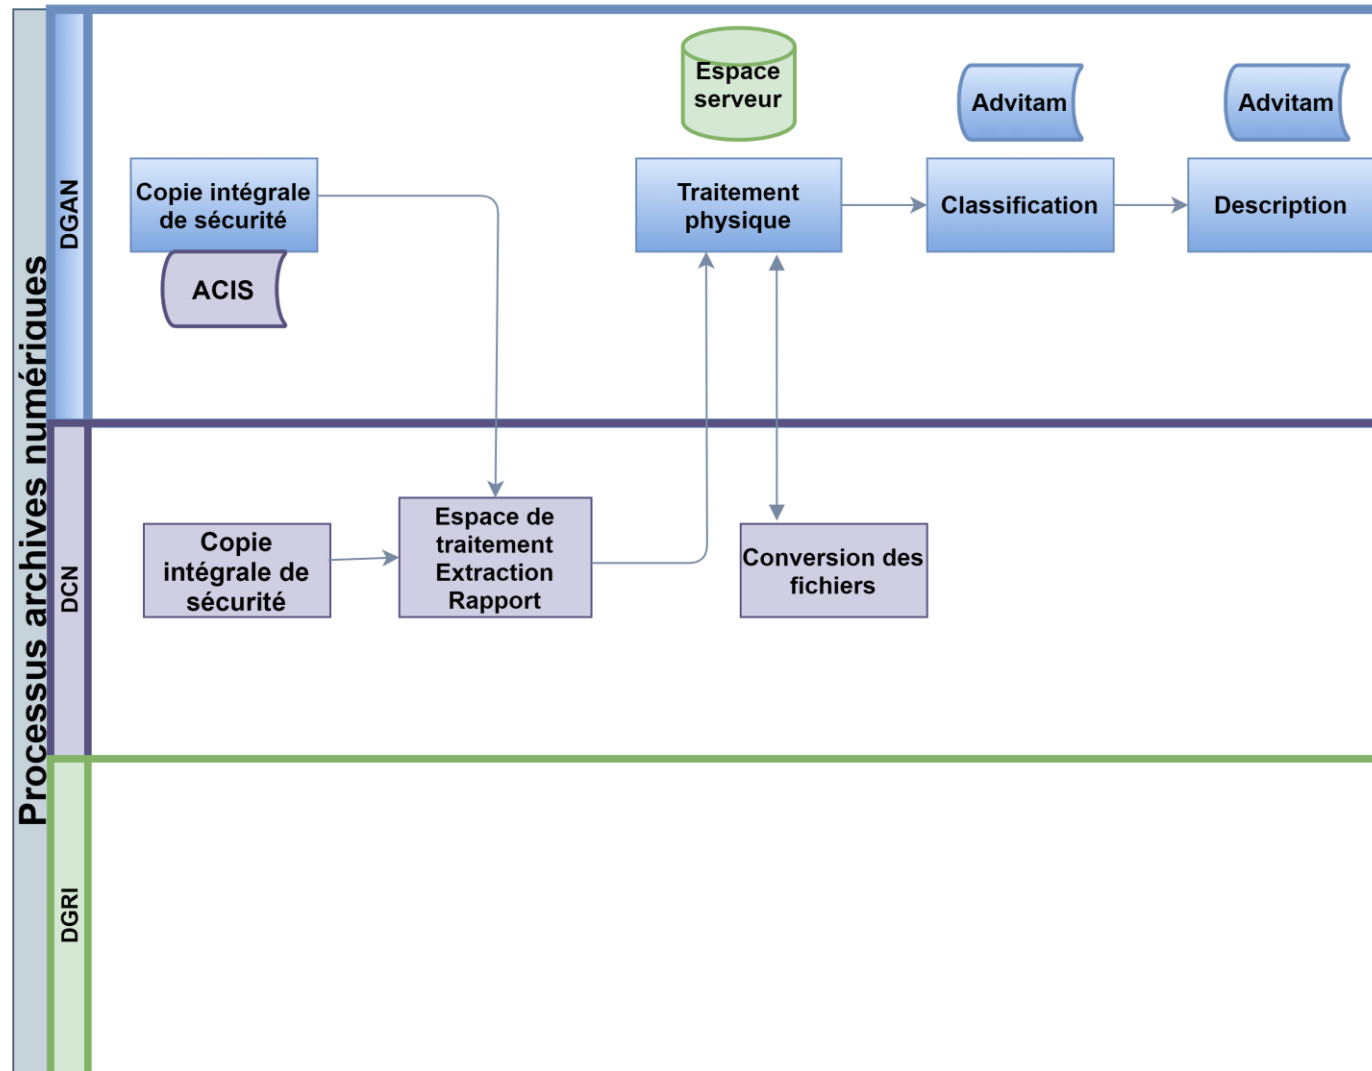 Processus archives numériques
DGAN
Espace
serveur
Advitam
Advitam
Copie intégrale
de sécurité
ACIS
Traitement
physique
Classification
Description
DCN
Copie
intégrale de
sécurité
Espace de
traitement
Extraction
Rapport
Conversion des
fichiers
DGRI